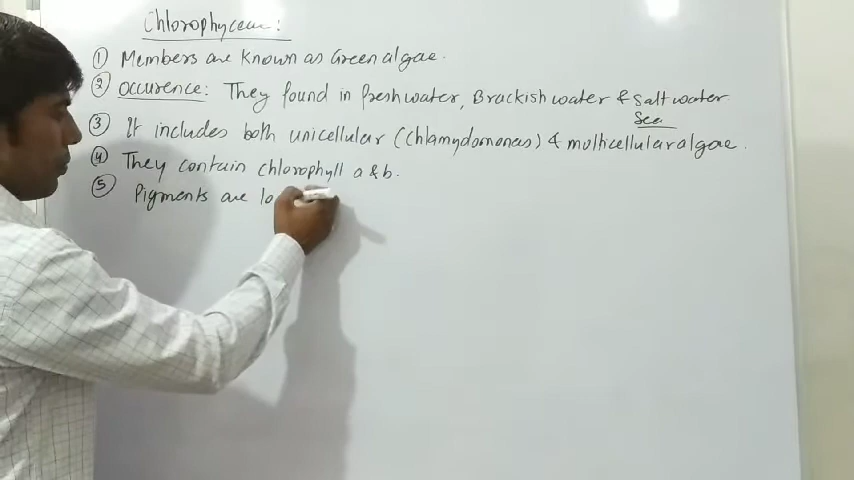 Chlorophyceae:
① Members are known as Green algae.
② Occurence: They found in freshwater, Brackish water & Salt water
Sea
③ It includes both unicellular (Chlamydomonas) & multicellular algae.
④ They contain chlorophyll a & b.
⑤ Pigments are lo